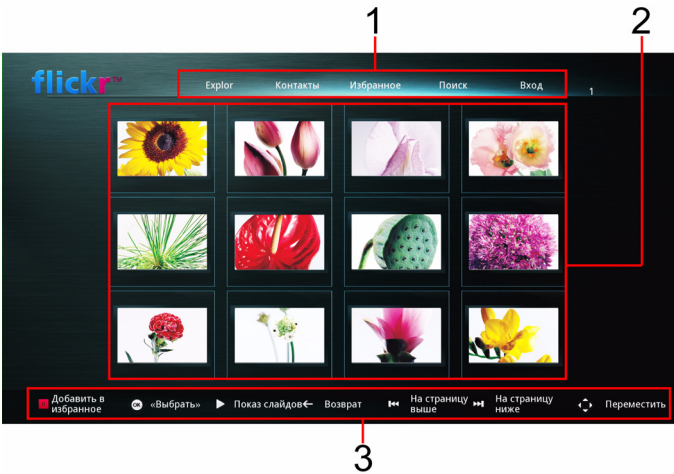 1
2
flickr™
Explor Контакты Избранное Поиск Вход 1
Добавить в
избранное
OK «Выбрать» Показ слайдов Возврат
На страницу
выше
На страницу
ниже
Переместить
3